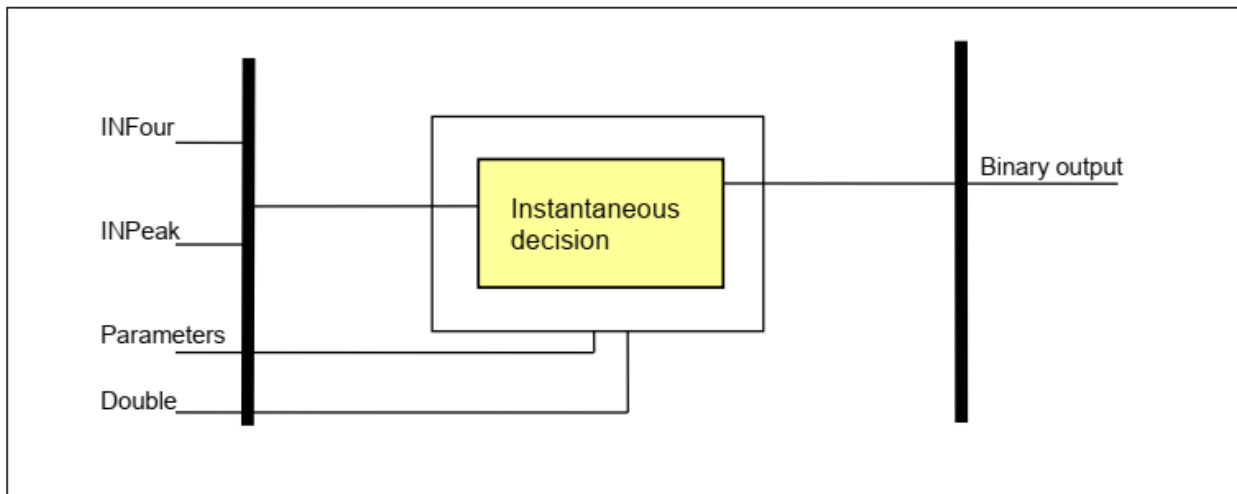 INFour
INPeak
Parameters
Double
Instantaneous
decision
Binary output